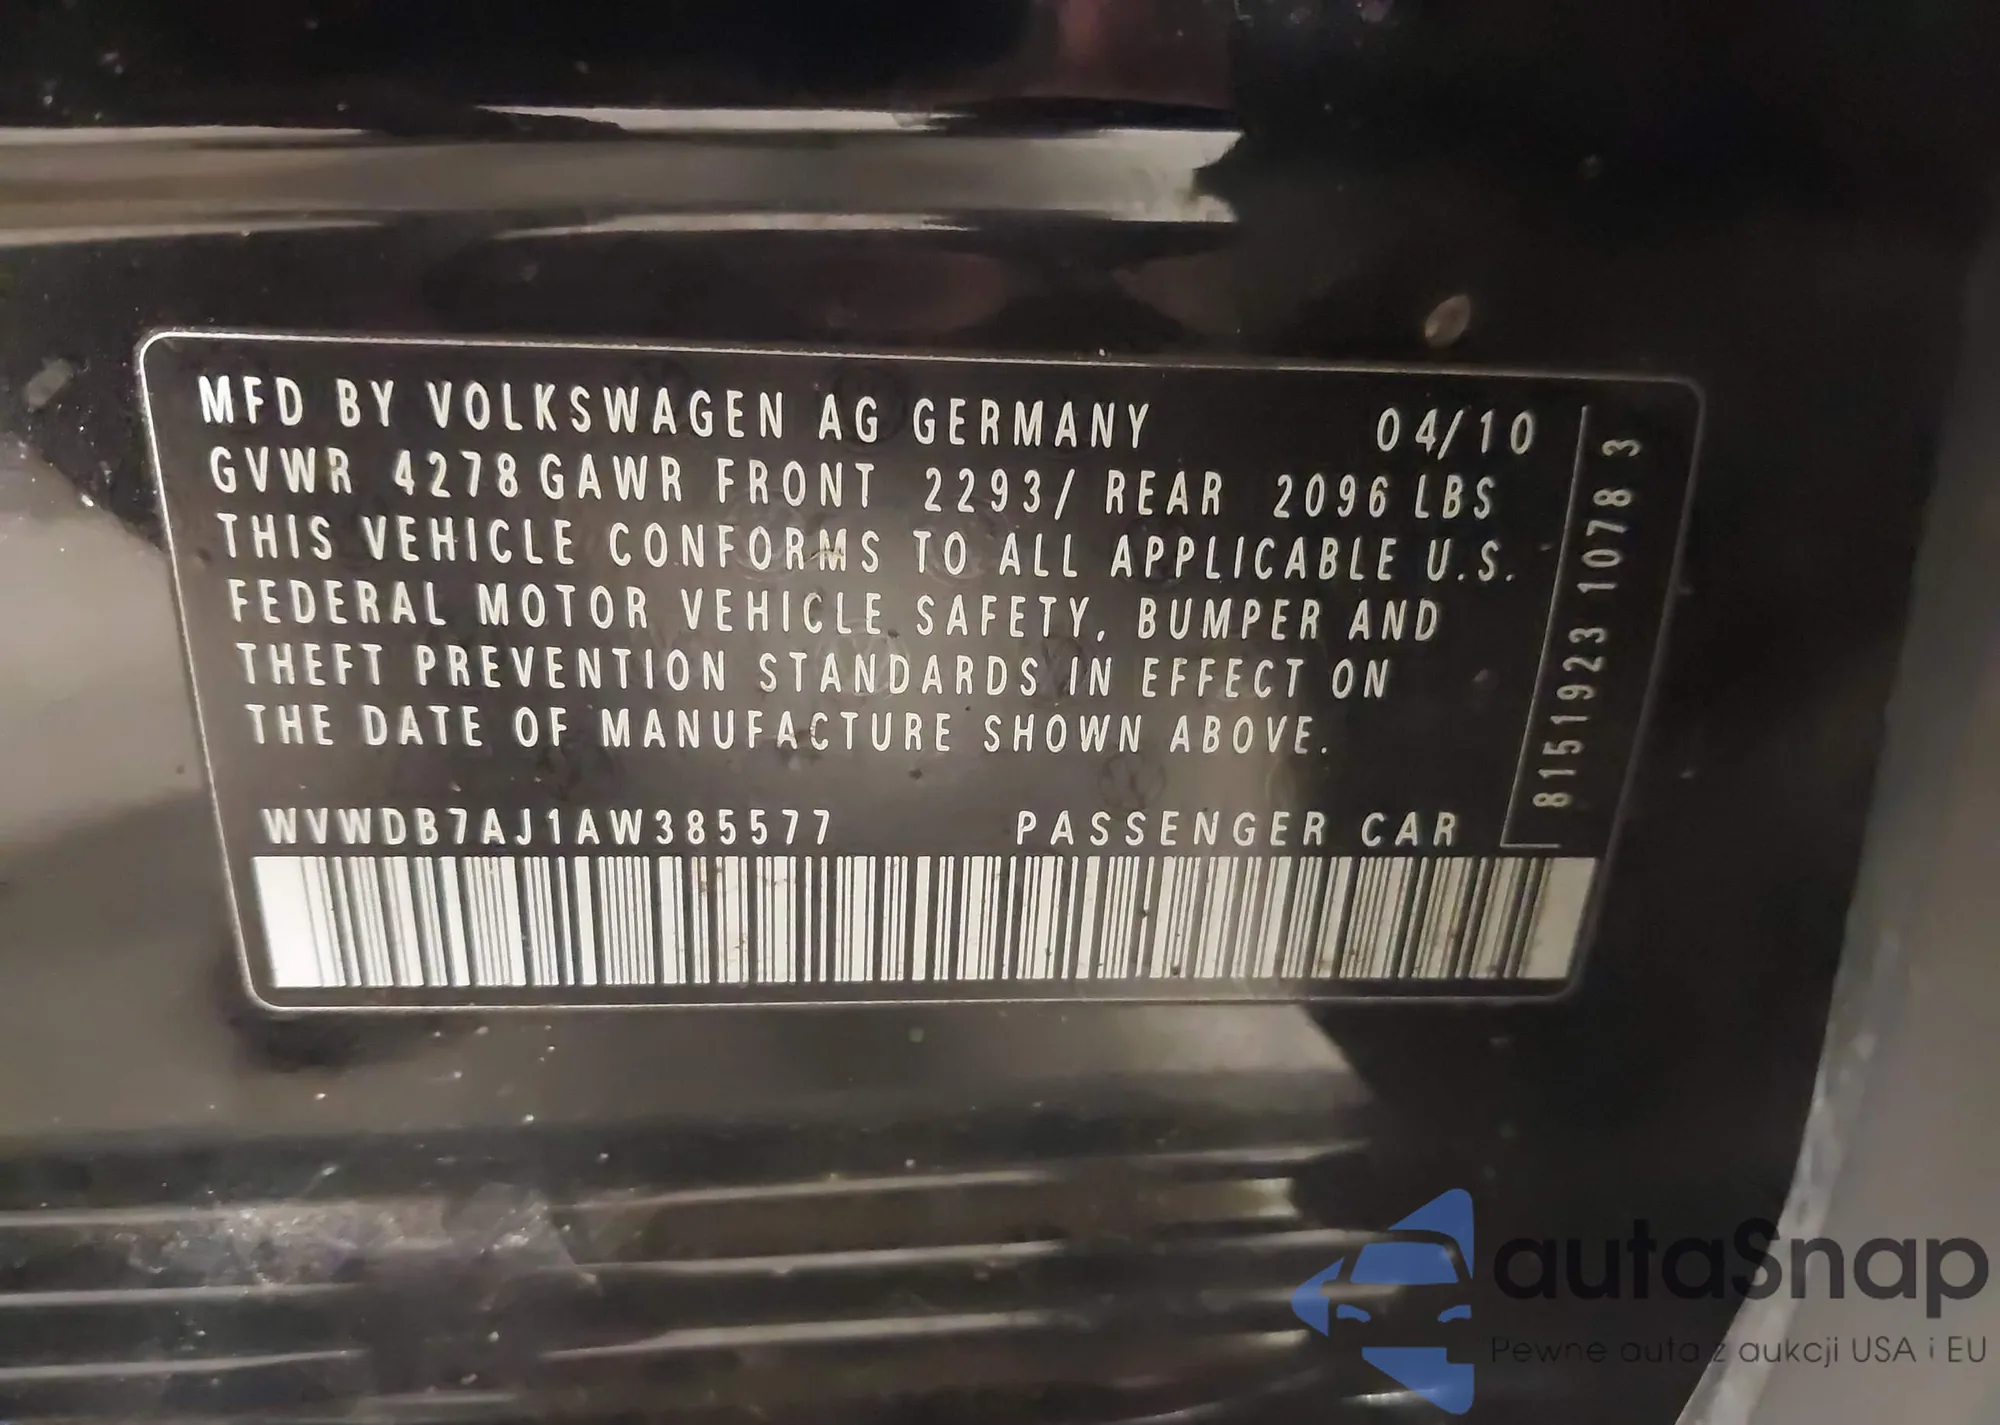 MFD BY VOLKSWAGEN AG GERMANY 04/10
GVWR 4278 GAWR FRONT 2293/ REAR 2096 LBS
THIS VEHICLE CONFORMS TO ALL APPLICABLE U.S.
FEDERAL MOTOR VEHICLE SAFETY, BUMPER AND
THEFT PREVENTION STANDARDS IN EFFECT ON
THE DATE OF MANUFACTURE SHOWN ABOVE.
WVWDB7AJ1AW385577 PASSENGER CAR
8151923 1078 3
autaSnap
Pewne auta z aukcji USA i EU